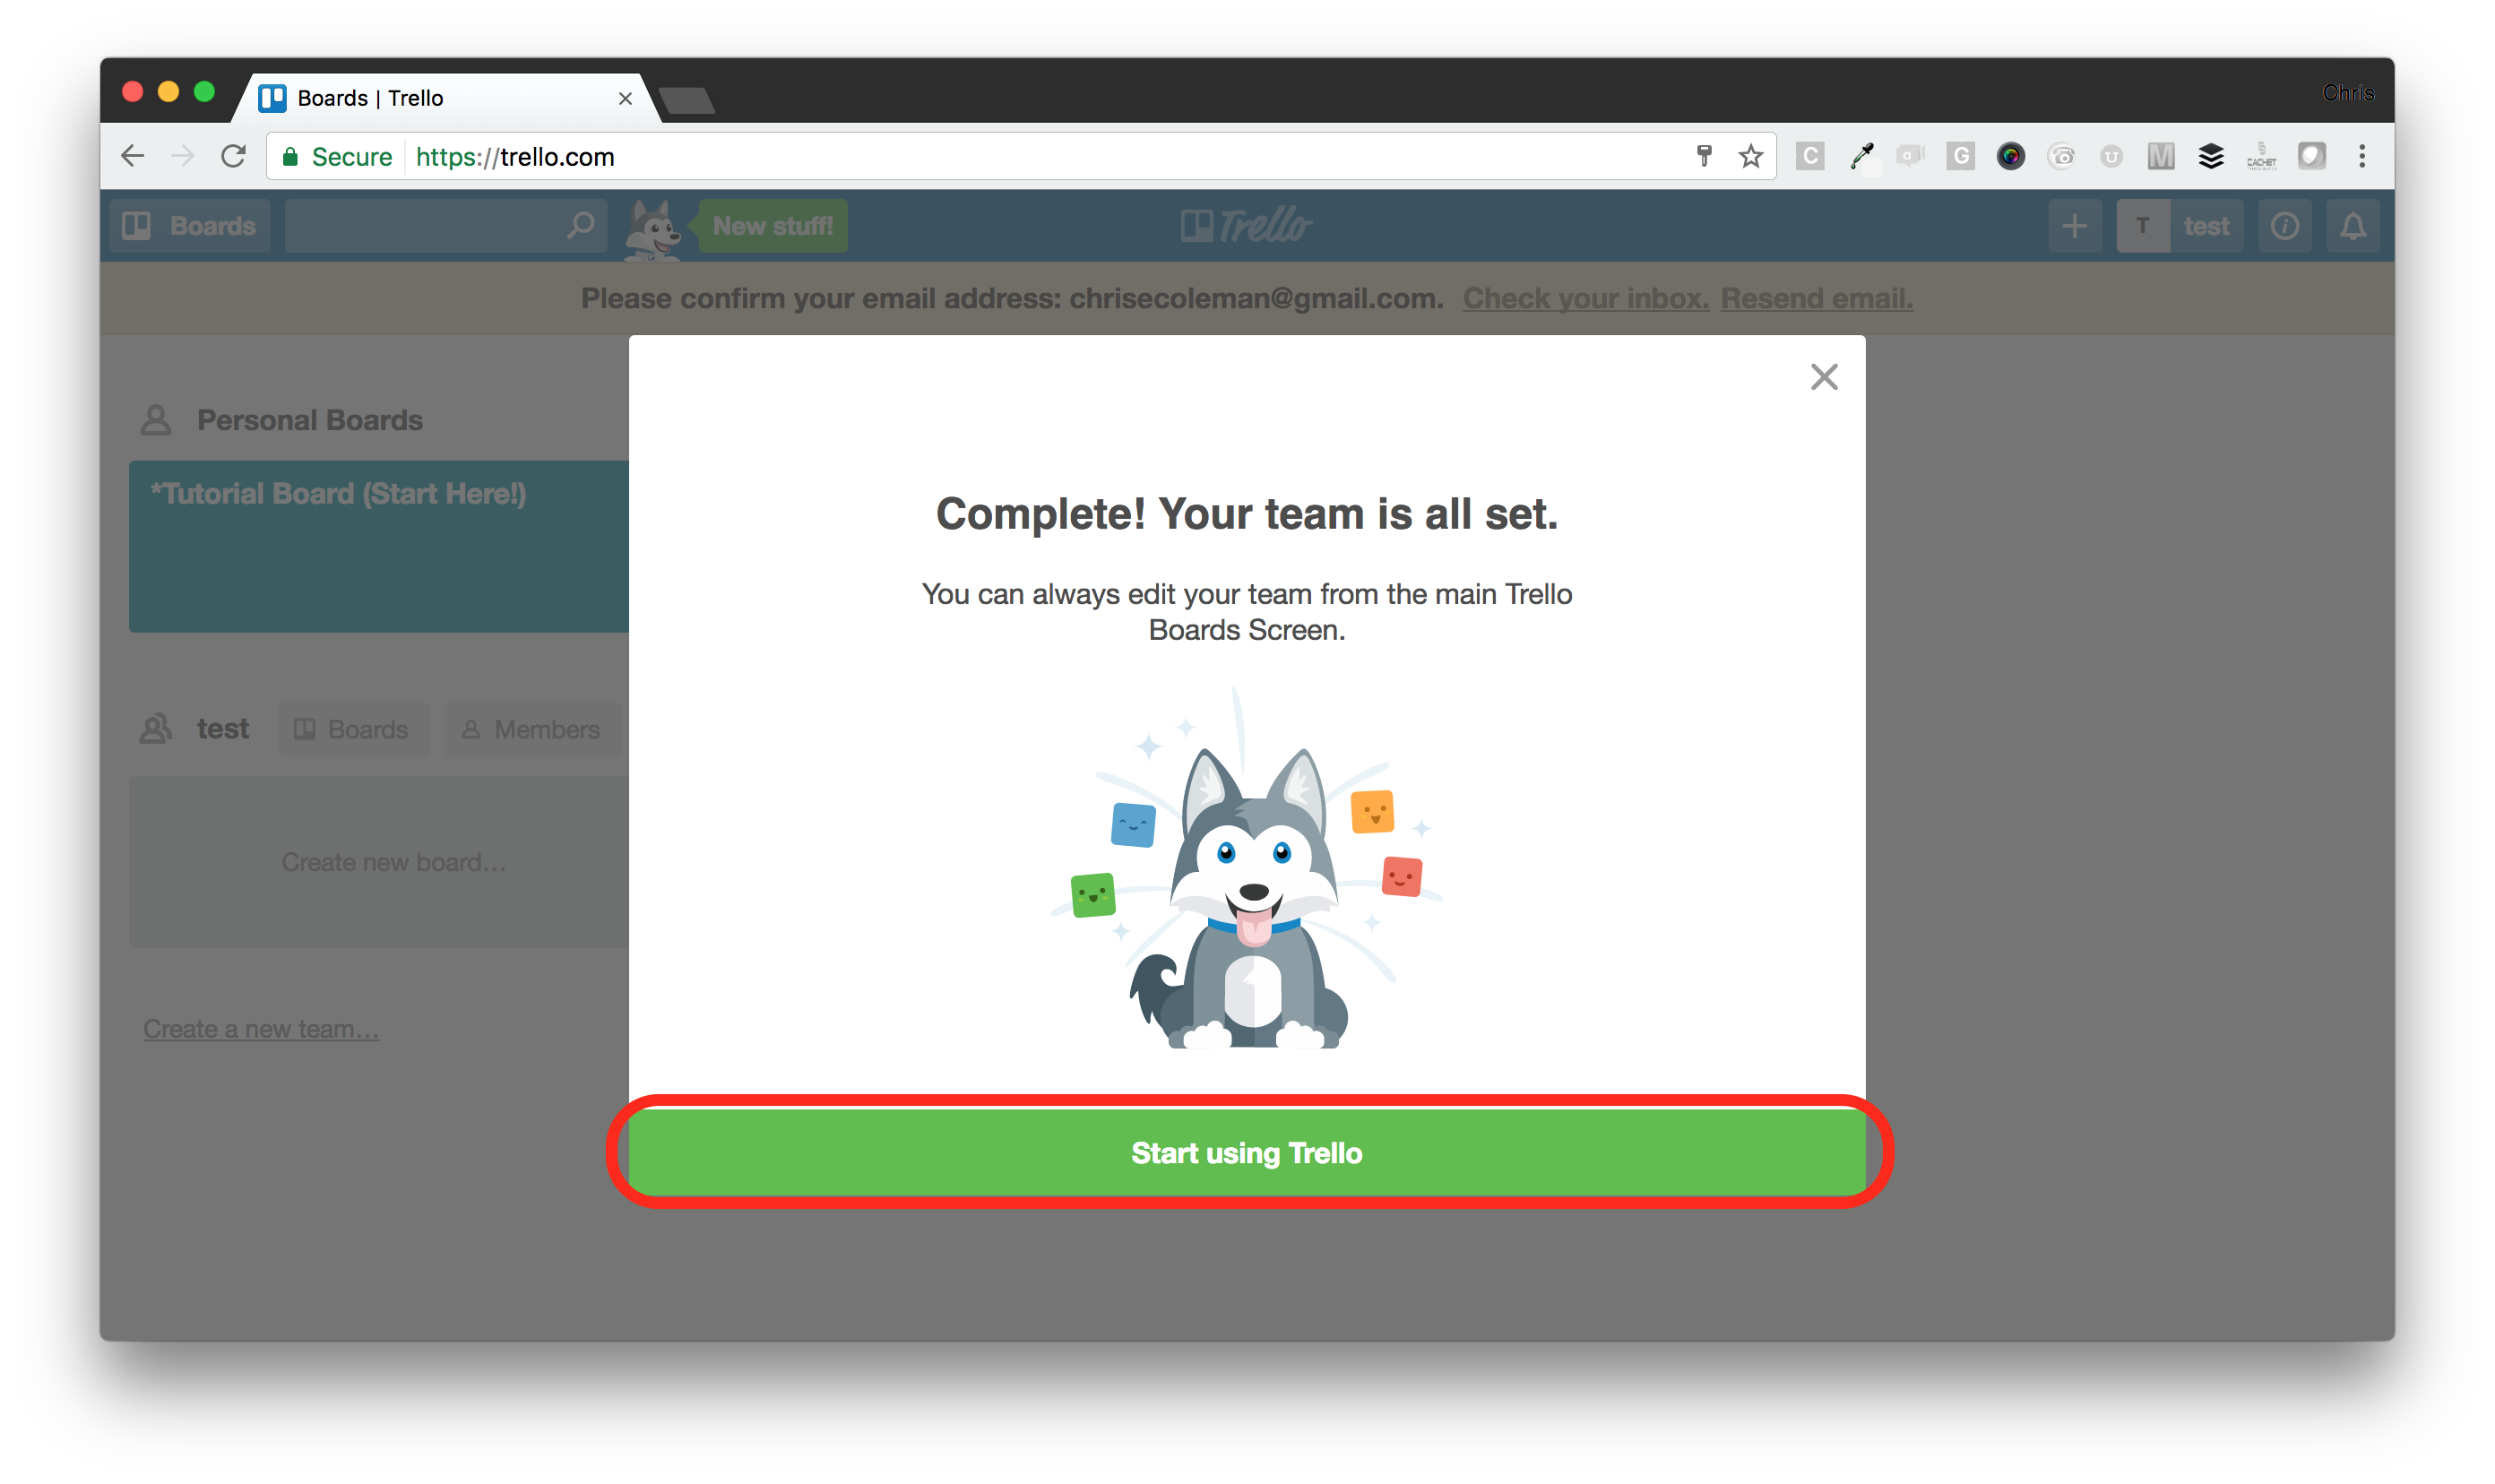 Boards | Trello
Chris
Secure https://trello.com
C a G U M CACHET
Boards
New stuff!
Trello
T test
Please confirm your email address: chrisecoleman@gmail.com. Check your inbox. Resend email.
Personal Boards
*Tutorial Board (Start Here!)
test
Boards
Members
Create new board…
Create a new team…
Complete! Your team is all set.
You can always edit your team from the main Trello
Boards Screen.
Start using Trello